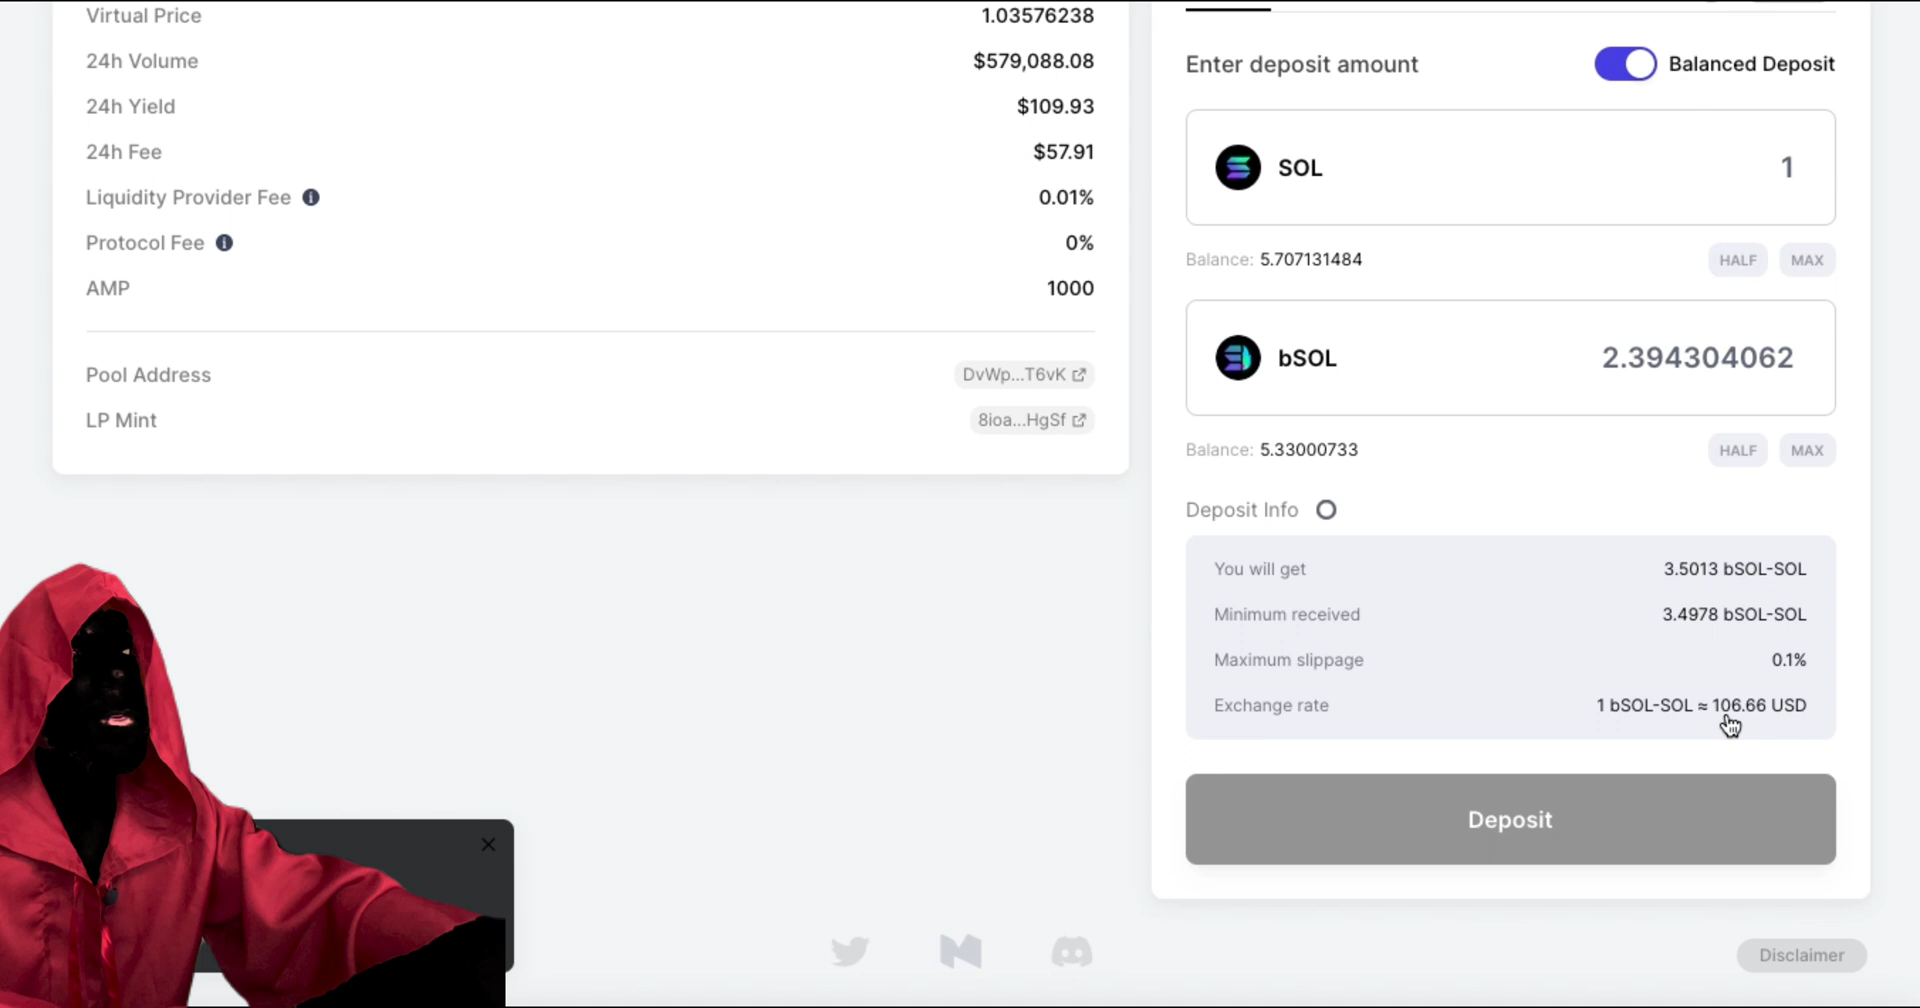 Virtual Price 1.03576238
24h Volume $579,088.08
24h Yield $109.93
24h Fee $57.91
Liquidity Provider Fee 0.01%
Protocol Fee 0%
AMP 1000
Pool Address DvWp...T6vK
LP Mint 8ioa...HgSf
Enter deposit amount Balanced Deposit
SOL 1
Balance: 5.707131484 HALF MAX
bSOL 2.394304062
Balance: 5.33000733 HALF MAX
Deposit Info
You will get 3.5013 bSOL-SOL
Minimum received 3.4978 bSOL-SOL
Maximum slippage 0.1%
Exchange rate 1 bSOL-SOL ≈ 106.66 USD
Deposit
Disclaimer